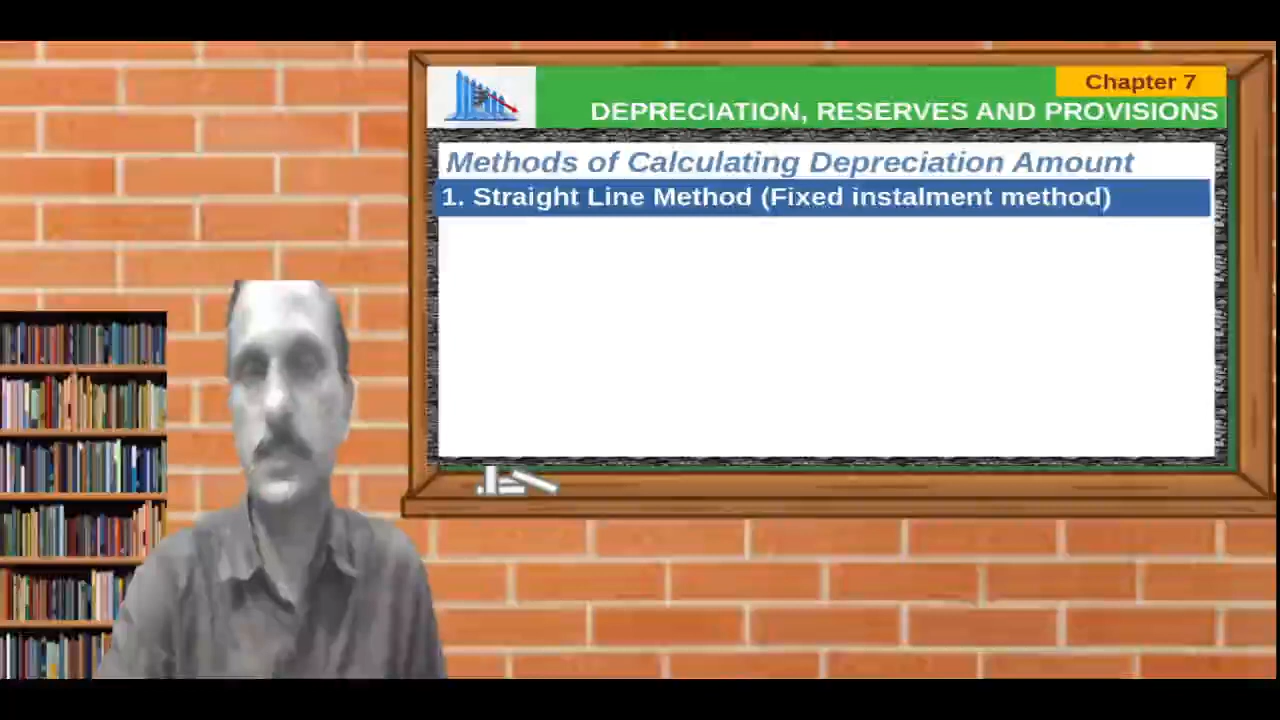 Chapter 7
DEPRECIATION, RESERVES AND PROVISIONS
Methods of Calculating Depreciation Amount
1. Straight Line Method (Fixed instalment method)